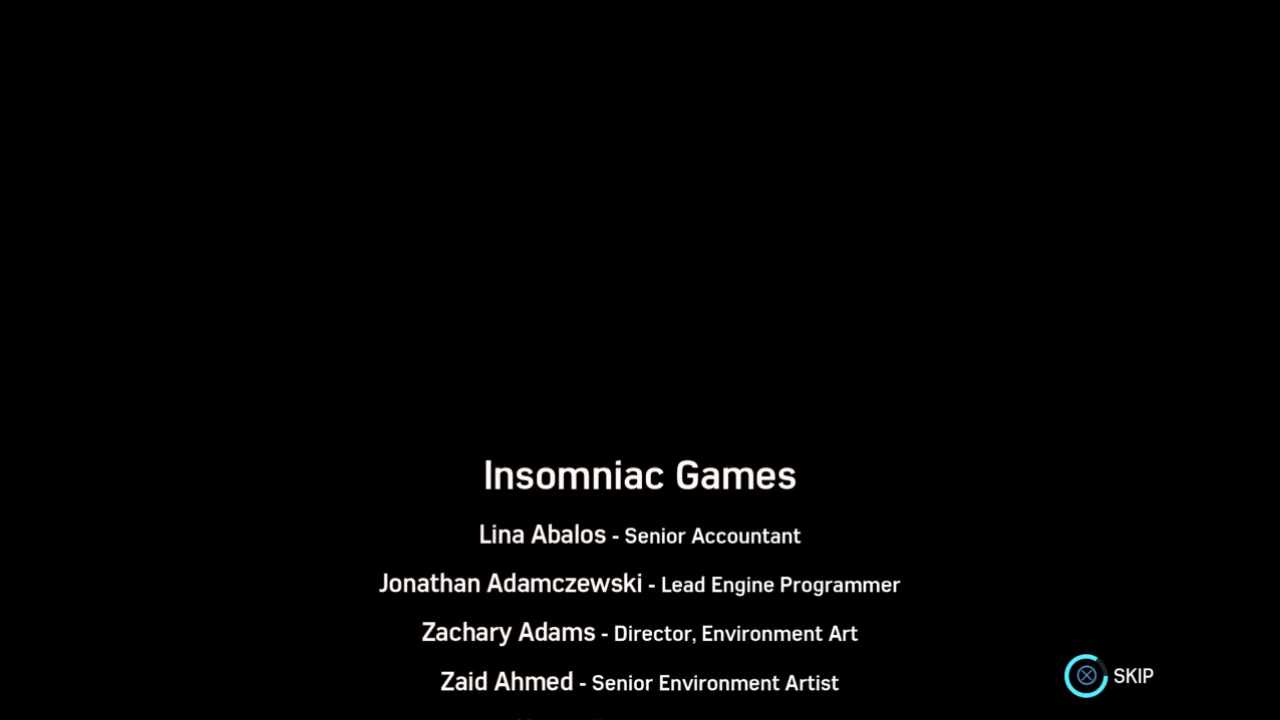 Insomniac Games
Lina Abalos - Senior Accountant
Jonathan Adamczewski - Lead Engine Programmer
Zachary Adams - Director, Environment Art
Zaid Ahmed - Senior Environment Artist
SKIP